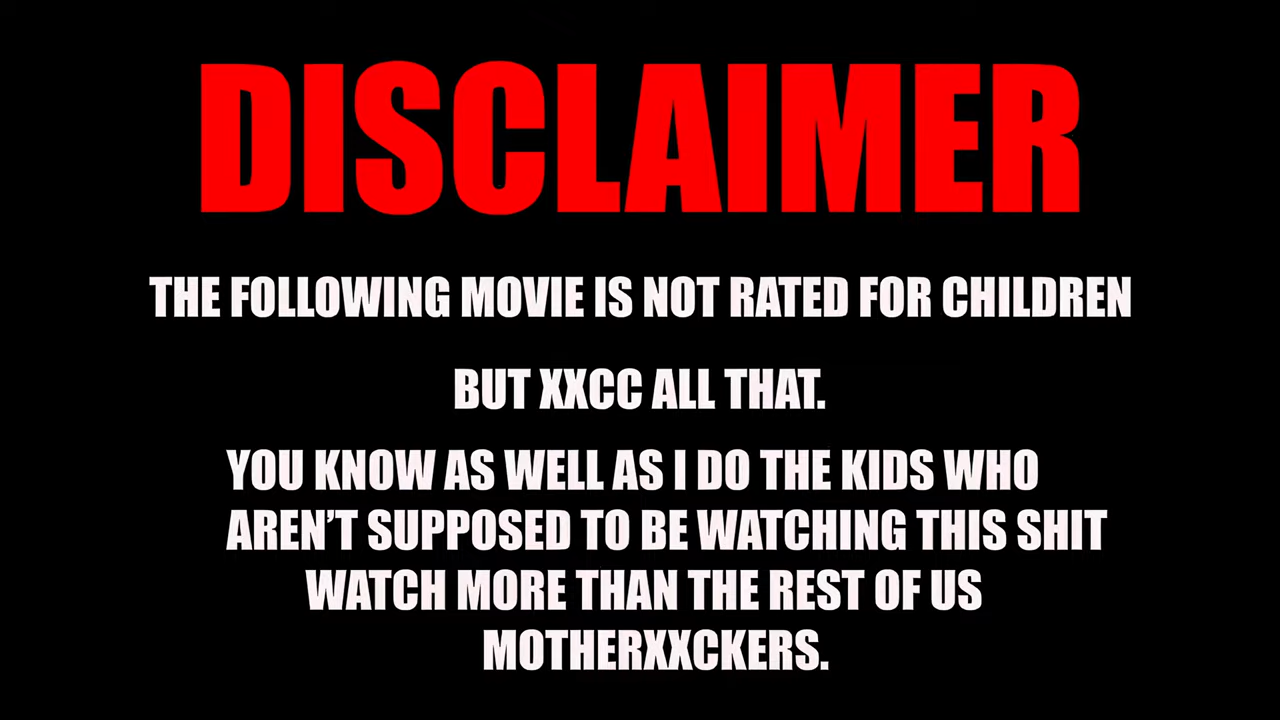 DISCLAIMER
THE FOLLOWING MOVIE IS NOT RATED FOR CHILDREN
BUT XXCC ALL THAT.
YOU KNOW AS WELL AS I DO THE KIDS WHO
AREN'T SUPPOSED TO BE WATCHING THIS SHIT
WATCH MORE THAN THE REST OF US
MOTHERXXCKERS.